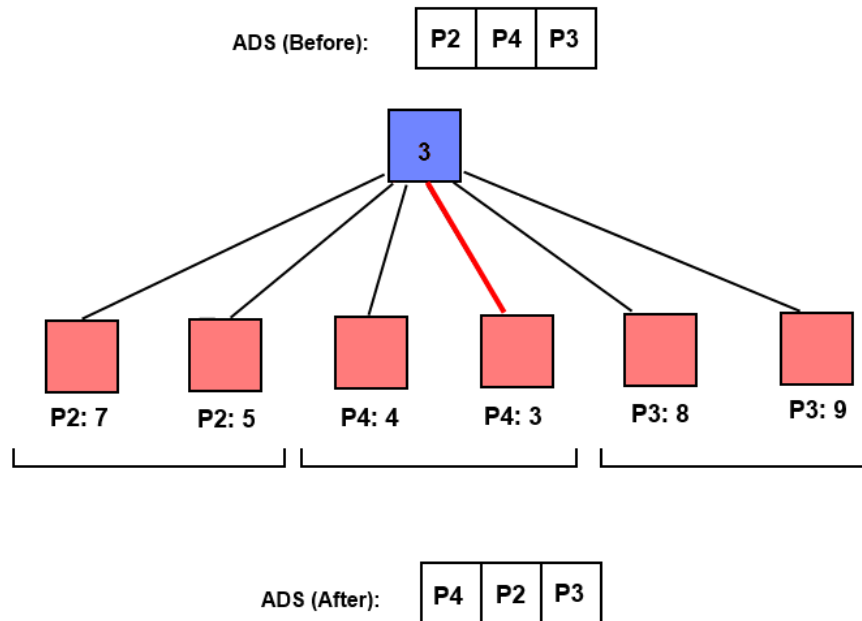 ADS (Before): P2 P4 P3
3
P2: 7 P2: 5 P4: 4 P4: 3 P3: 8 P3: 9
ADS (After): P4 P2 P3